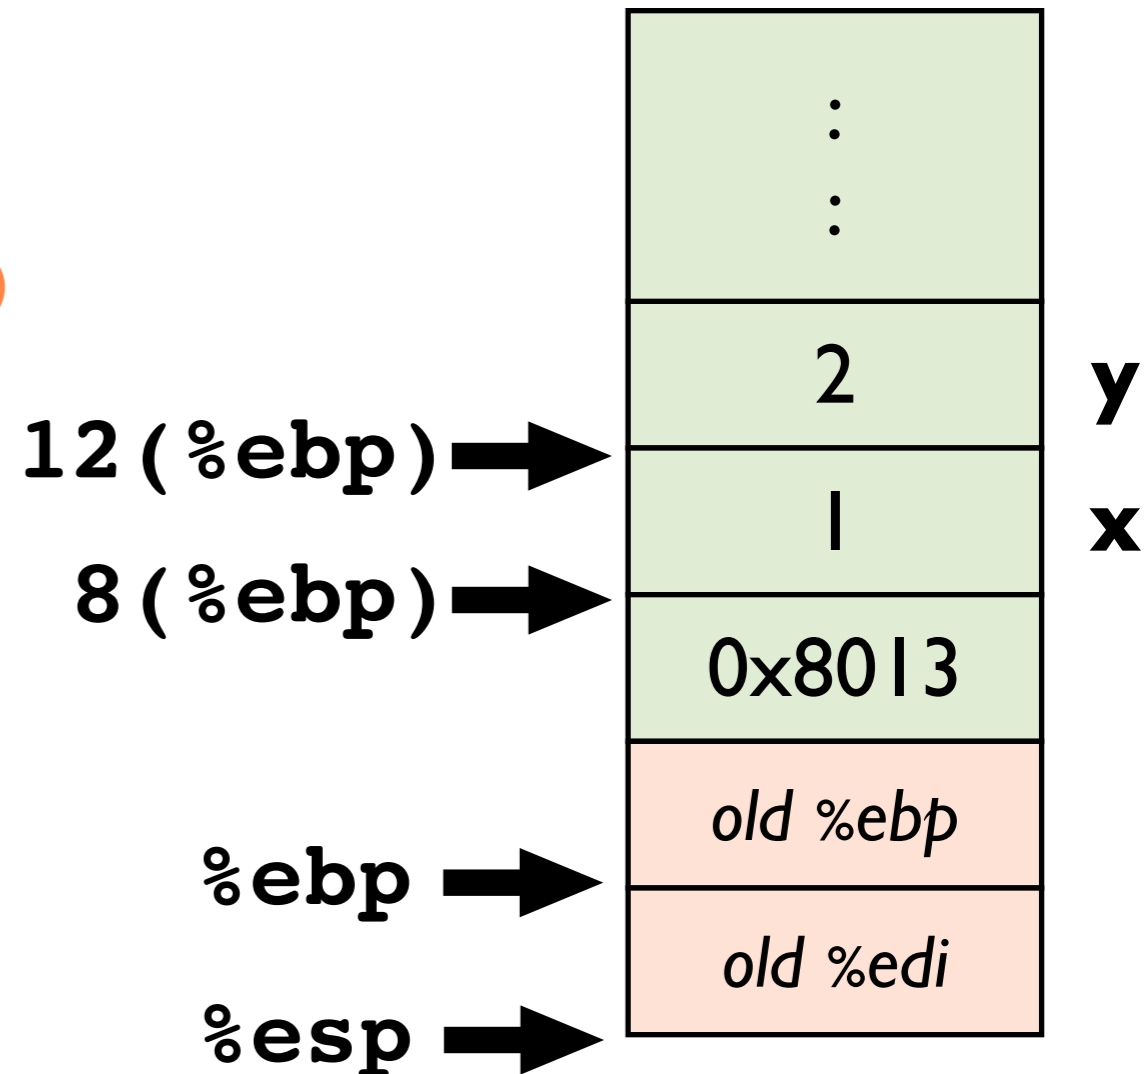 :
:
2
y
12(%ebp)
1
x
8(%ebp)
0x8013
old %ebp
%ebp
old %edi
%esp